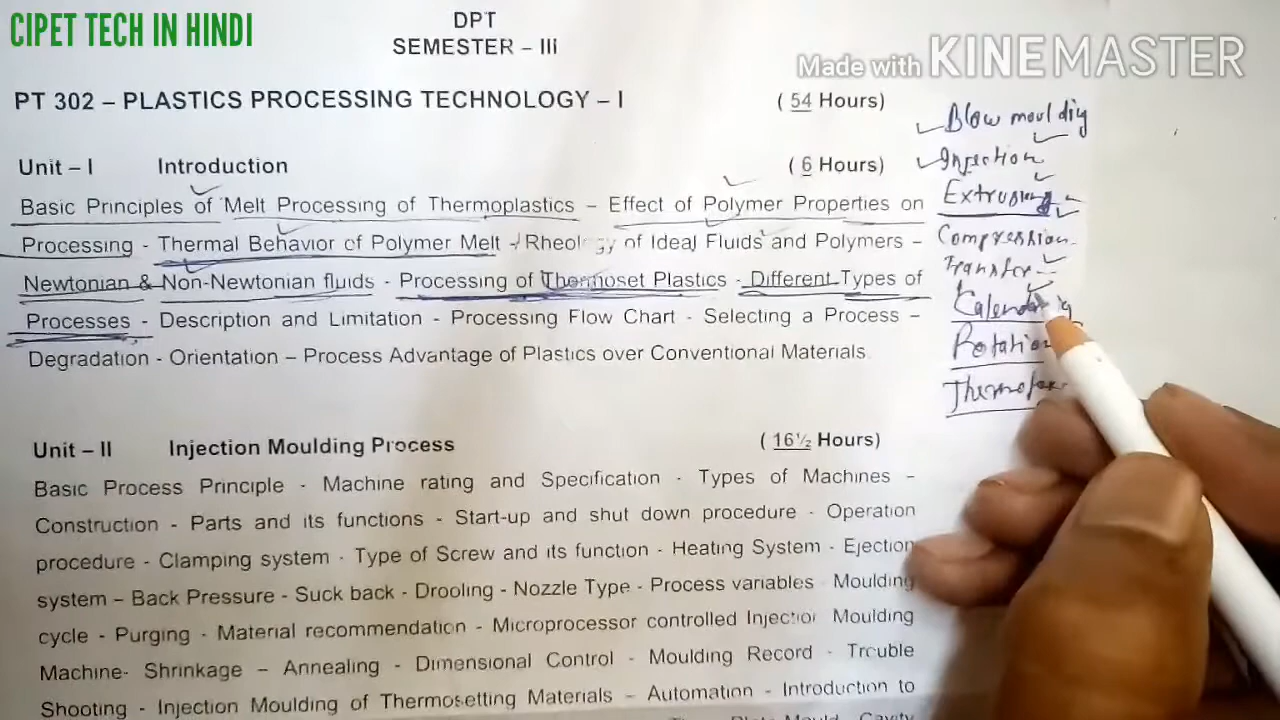 CIPET TECH IN HINDI
DPT
SEMESTER – III
Made with KINEMASTER
PT 302 – PLASTICS PROCESSING TECHNOLOGY – I ( 54 Hours)
Unit – I Introduction ( 6 Hours)
Basic Principles of Melt Processing of Thermoplastics – Effect of Polymer Properties on
Processing - Thermal Behavior of Polymer Melt - Rheology of Ideal Fluids and Polymers –
Newtonian & Non-Newtonian fluids - Processing of Thermoset Plastics - Different Types of
Processes - Description and Limitation - Processing Flow Chart - Selecting a Process –
Degradation - Orientation – Process Advantage of Plastics over Conventional Materials.
Blow moulding
Injection
Extrusion
Compression
Transfer
Rotation
Unit – II Injection Moulding Process ( 16½ Hours)
Basic Process Principle - Machine rating and Specification - Types of Machines –
Construction - Parts and its functions - Start-up and shut down procedure - Operation
procedure - Clamping system - Type of Screw and its function - Heating System - Ejection
system – Back Pressure - Suck back - Drooling - Nozzle Type - Process variables Moulding
cycle - Purging - Material recommendation - Microprocessor controlled Injection Moulding
Machine- Shrinkage – Annealing - Dimensional Control - Moulding Record - Trouble
Shooting - Injection Moulding of Thermosetting Materials – Automation - Introduction to
Plate Mould Cavity